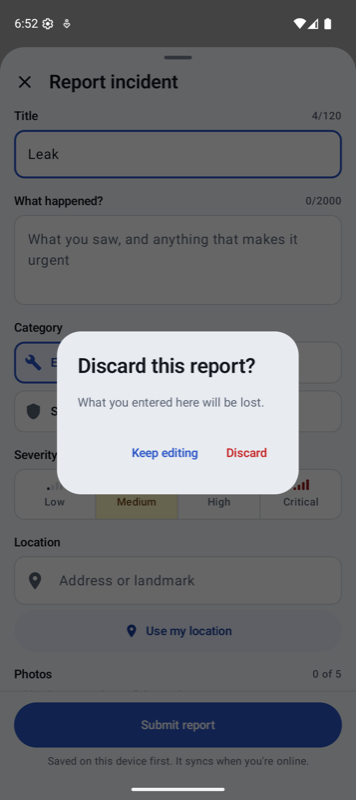 6:52
Report incident
Title
4/120
Leak
What happened?
0/2000
What you saw, and anything that makes it
urgent
Category
Discard this report?
What you entered here will be lost.
Keep editing
Discard
Severity
Low
Medium
High
Critical
Location
Address or landmark
Use my location
Photos
0 of 5
Submit report
Saved on this device first. It syncs when you're online.